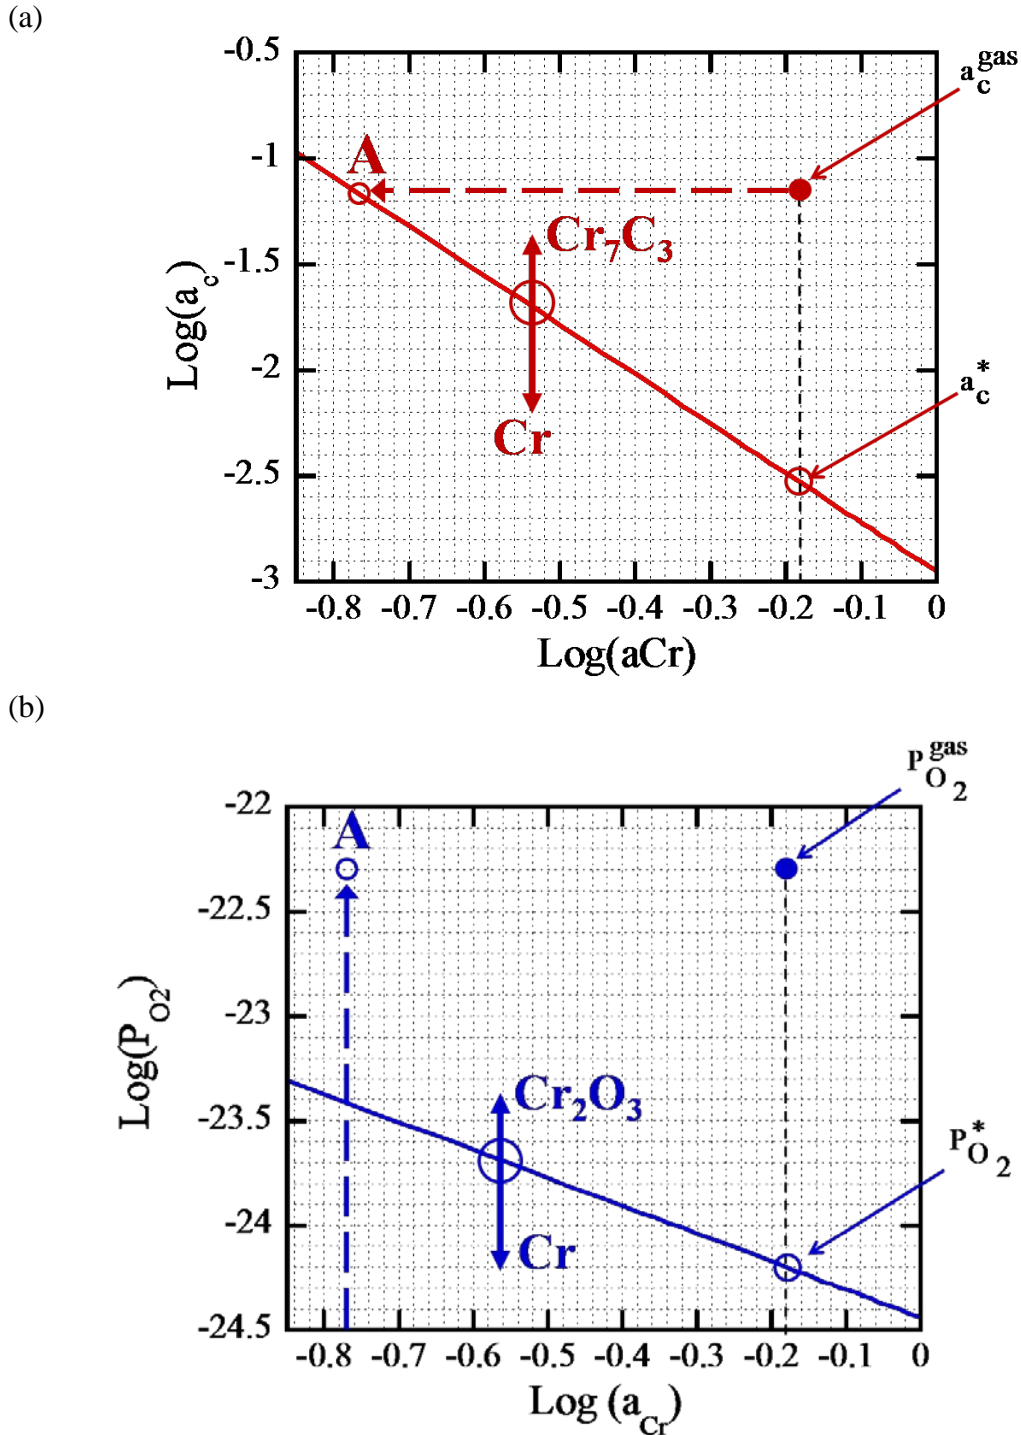 (a)
-0.5
-1
-1.5
-2
-2.5
-3
Log(a_c)
a_c^gas
A
Cr₇C₃
Cr
a_c^*
-0.8 -0.7 -0.6 -0.5 -0.4 -0.3 -0.2 -0.1 0
Log(aCr)
(b)
-22
-22.5
-23
-23.5
-24
-24.5
Log(P_O2)
P_O₂^gas
A
Cr₂O₃
Cr
P_O₂^*
-0.8 -0.7 -0.6 -0.5 -0.4 -0.3 -0.2 -0.1 0
Log (a_Cr)